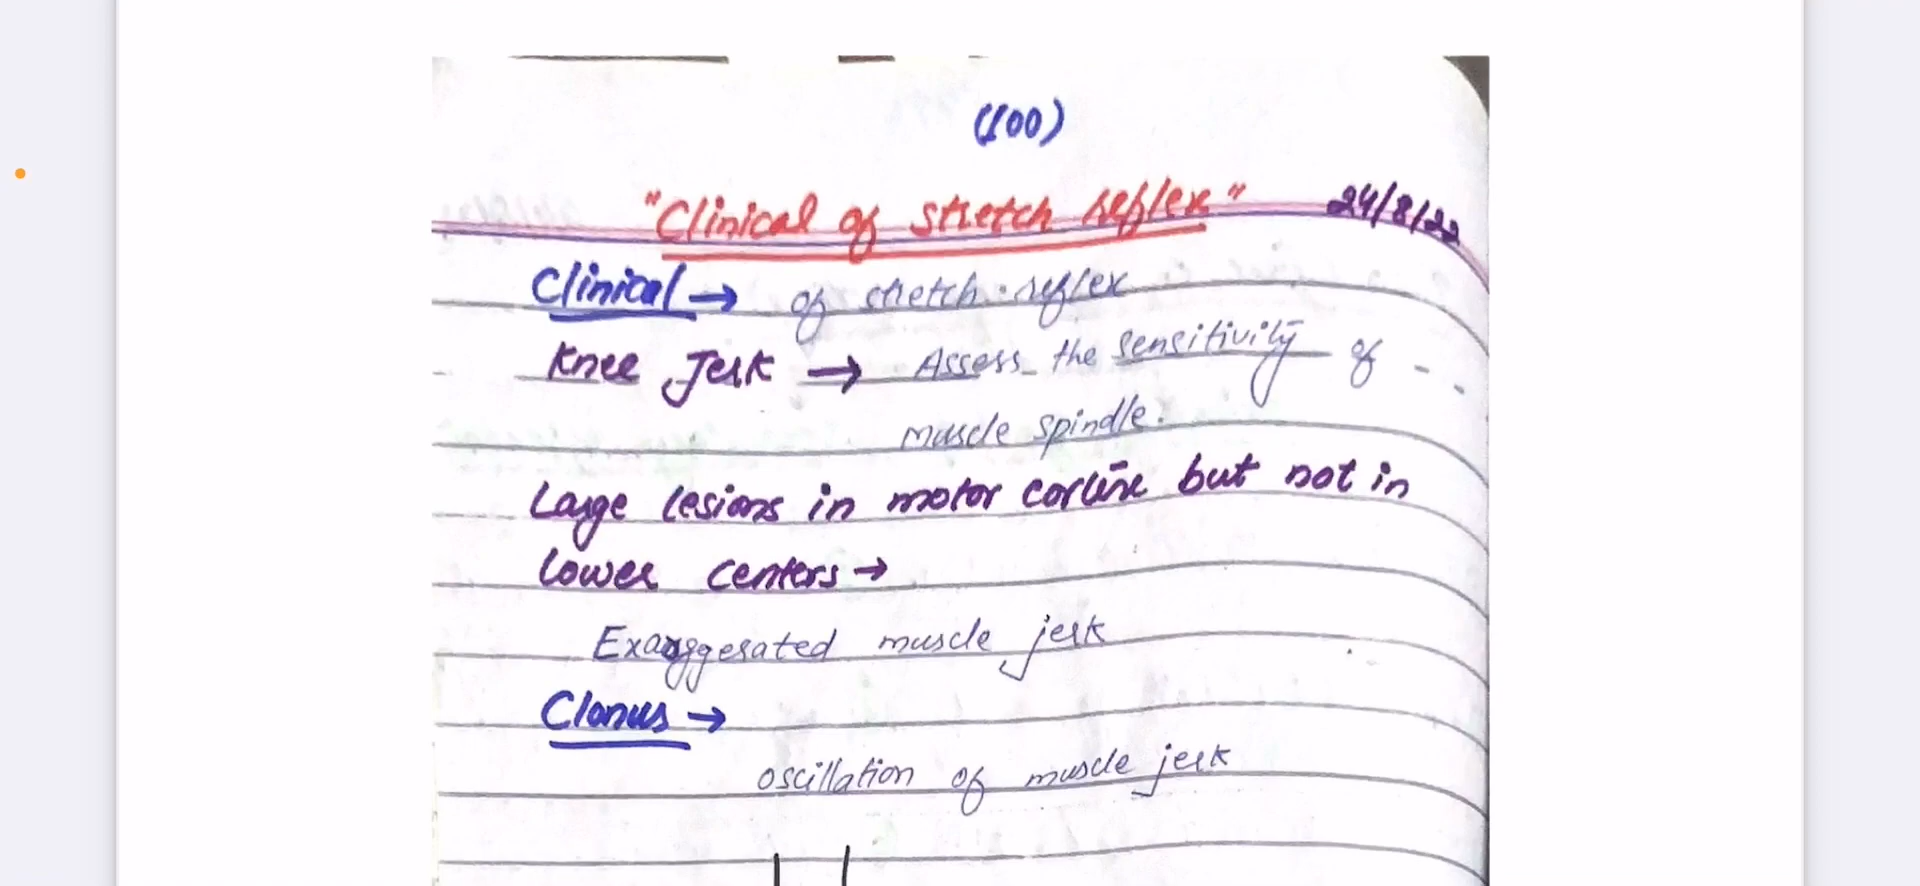 (100)
"Clinical of stretch reflex" 24/8/22
Clinical → of stretch reflex
Knee Jerk → Assess the sensitivity of
muscle spindle.
Large lesions in motor cortex but not in
lower centers →
Exaggerated muscle jerk
Clonus →
oscillation of muscle jerk